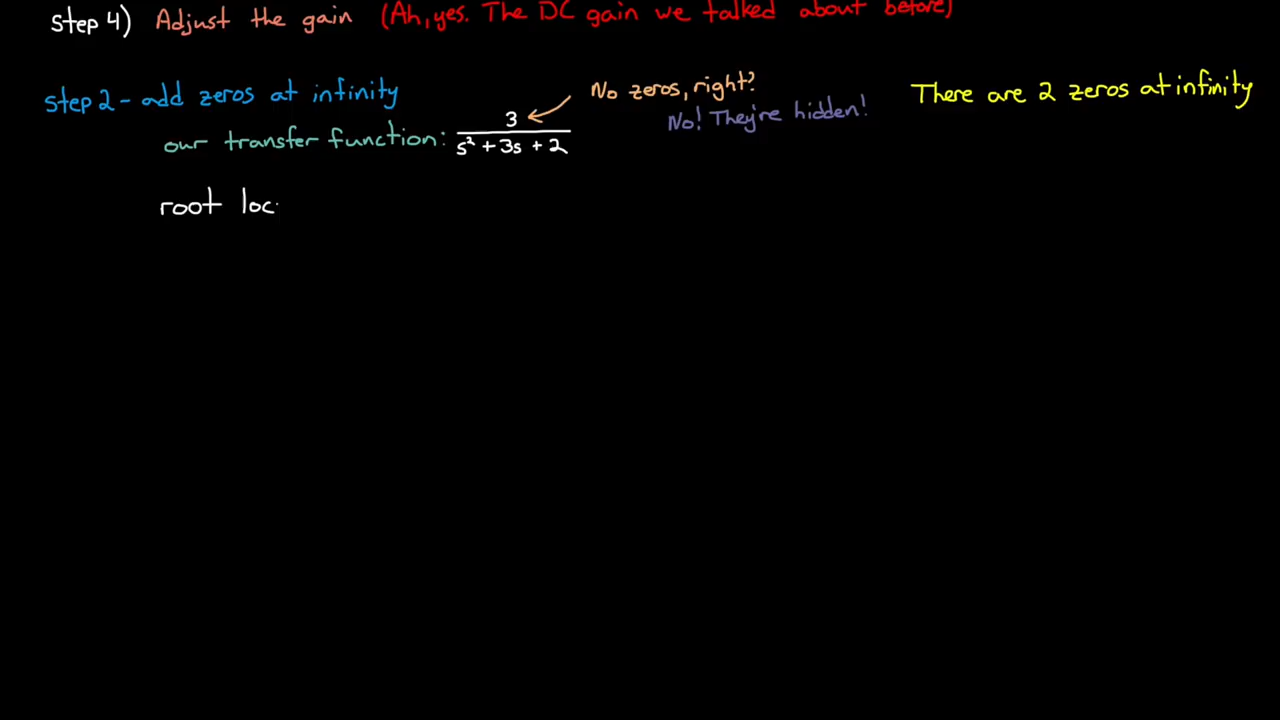 Step 4) Adjust the gain (Ah, yes. The DC gain we talked about before)
step 2 - add zeros at infinity
No zeros, right?
No! They're hidden!
There are 2 zeros at infinity
our transfer function: 3
s² + 3s + 2
root loc